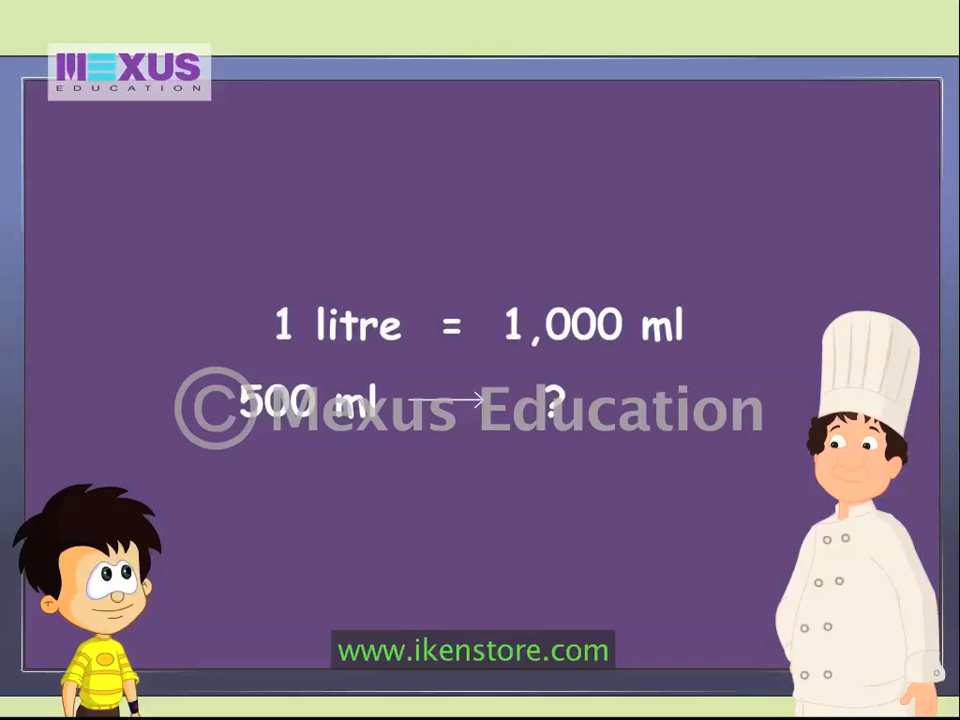 MEXUS
EDUCATION
1 litre = 1,000 ml
500 ml → ?
© Mexus Education
www.ikenstore.com